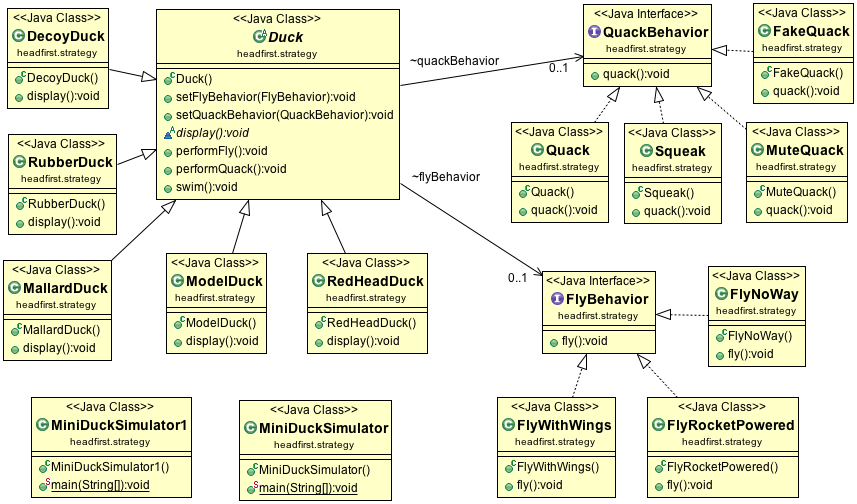 <<Java Class>>
DecoyDuck
headfirst.strategy
DecoyDuck()
display():void
<<Java Class>>
Duck
headfirst.strategy
Duck()
setFlyBehavior(FlyBehavior):void
setQuackBehavior(QuackBehavior):void
display():void
performFly():void
performQuack():void
swim():void
~quackBehavior
0..1
<<Java Interface>>
QuackBehavior
headfirst.strategy
quack():void
<<Java Class>>
FakeQuack
headfirst.strategy
FakeQuack()
quack():void
<<Java Class>>
RubberDuck
headfirst.strategy
RubberDuck()
display():void
<<Java Class>>
Quack
headfirst.strategy
Quack()
quack():void
<<Java Class>>
Squeak
headfirst.strategy
Squeak()
quack():void
<<Java Class>>
MuteQuack
headfirst.strategy
MuteQuack()
quack():void
~flyBehavior
0..1
<<Java Class>>
MallardDuck
headfirst.strategy
MallardDuck()
display():void
<<Java Class>>
ModelDuck
headfirst.strategy
ModelDuck()
display():void
<<Java Class>>
RedHeadDuck
headfirst.strategy
RedHeadDuck()
display():void
<<Java Interface>>
FlyBehavior
headfirst.strategy
fly():void
<<Java Class>>
FlyNoWay
headfirst.strategy
FlyNoWay()
fly():void
<<Java Class>>
MiniDuckSimulator1
headfirst.strategy
MiniDuckSimulator1()
main(String[]):void
<<Java Class>>
MiniDuckSimulator
headfirst.strategy
MiniDuckSimulator()
main(String[]):void
<<Java Class>>
FlyWithWings
headfirst.strategy
FlyWithWings()
fly():void
<<Java Class>>
FlyRocketPowered
headfirst.strategy
FlyRocketPowered()
fly():void